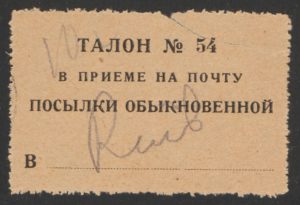 ТАЛОН № 54
В ПРИЕМЕ НА ПОЧТУ
ПОСЫЛКИ ОБЫКНОВЕННОЙ
В